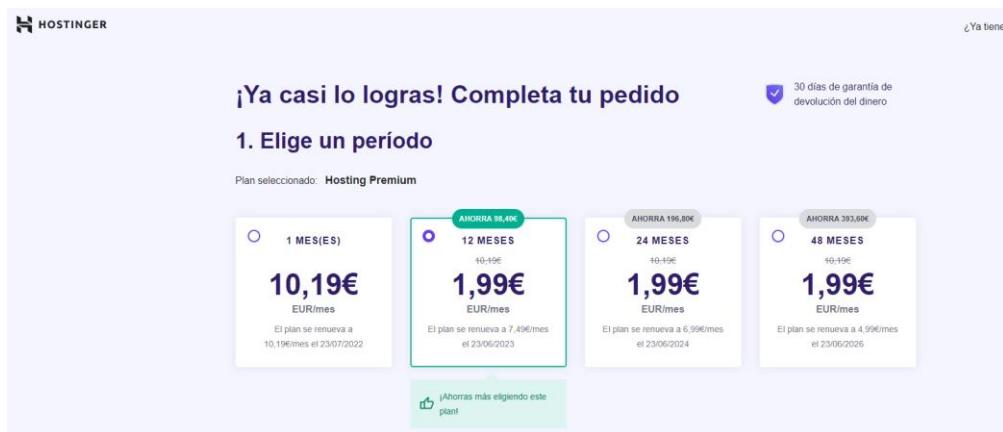 HOSTINGER
¿Ya tiene
¡Ya casi lo logras! Completa tu pedido
30 días de garantía de
devolución del dinero
1. Elige un período
Plan seleccionado: Hosting Premium
1 MES(ES)
10,19€
EUR/mes
El plan se renueva a
10,19€/mes el 23/07/2022
AHORRA 98,40€
12 MESES
10,19€
1,99€
EUR/mes
El plan se renueva a 7,49€/mes
el 23/06/2023
¡Ahorras más eligiendo este
plan!
AHORRA 196,80€
24 MESES
10,19€
1,99€
EUR/mes
El plan se renueva a 6,99€/mes
el 23/06/2024
AHORRA 393,60€
48 MESES
10,19€
1,99€
EUR/mes
El plan se renueva a 4,99€/mes
el 23/06/2026